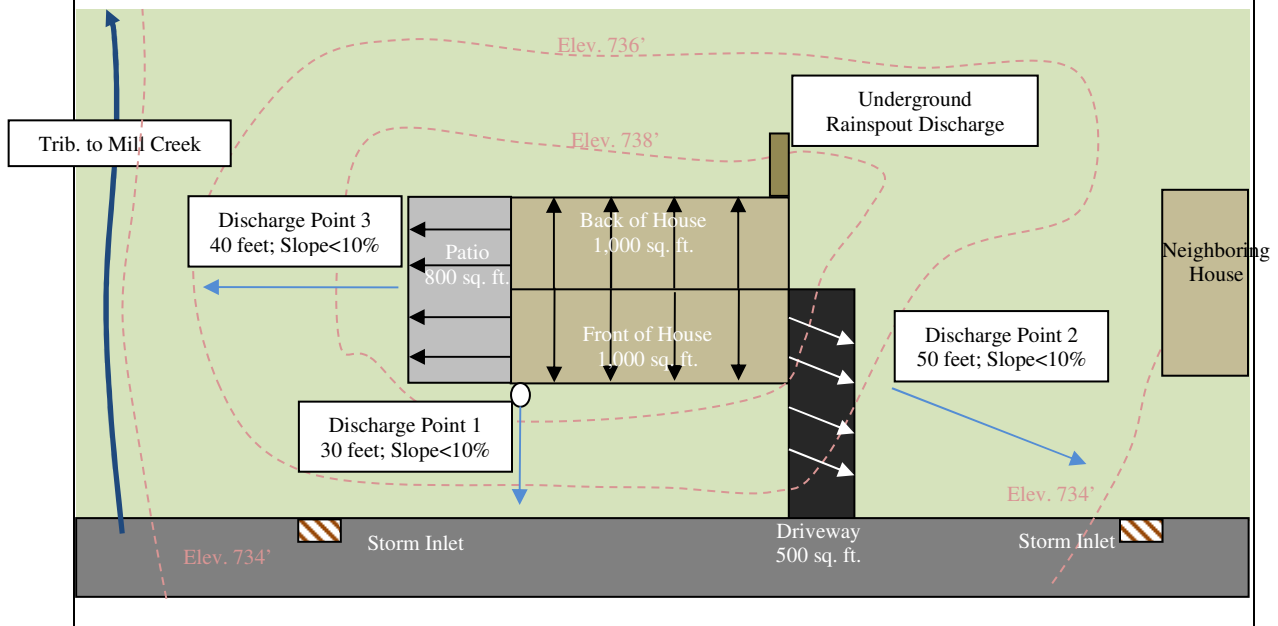 Elev. 736’
Underground
Rainspout Discharge
Trib. to Mill Creek
Elev. 738’
Discharge Point 3
40 feet; Slope<10%
Back of House
1,000 sq. ft.
Patio
800 sq. ft.
Neighboring
House
Front of House
1,000 sq. ft.
Discharge Point 2
50 feet; Slope<10%
Discharge Point 1
30 feet; Slope<10%
Elev. 734’
Driveway
500 sq. ft.
Storm Inlet
Storm Inlet
Elev. 734’